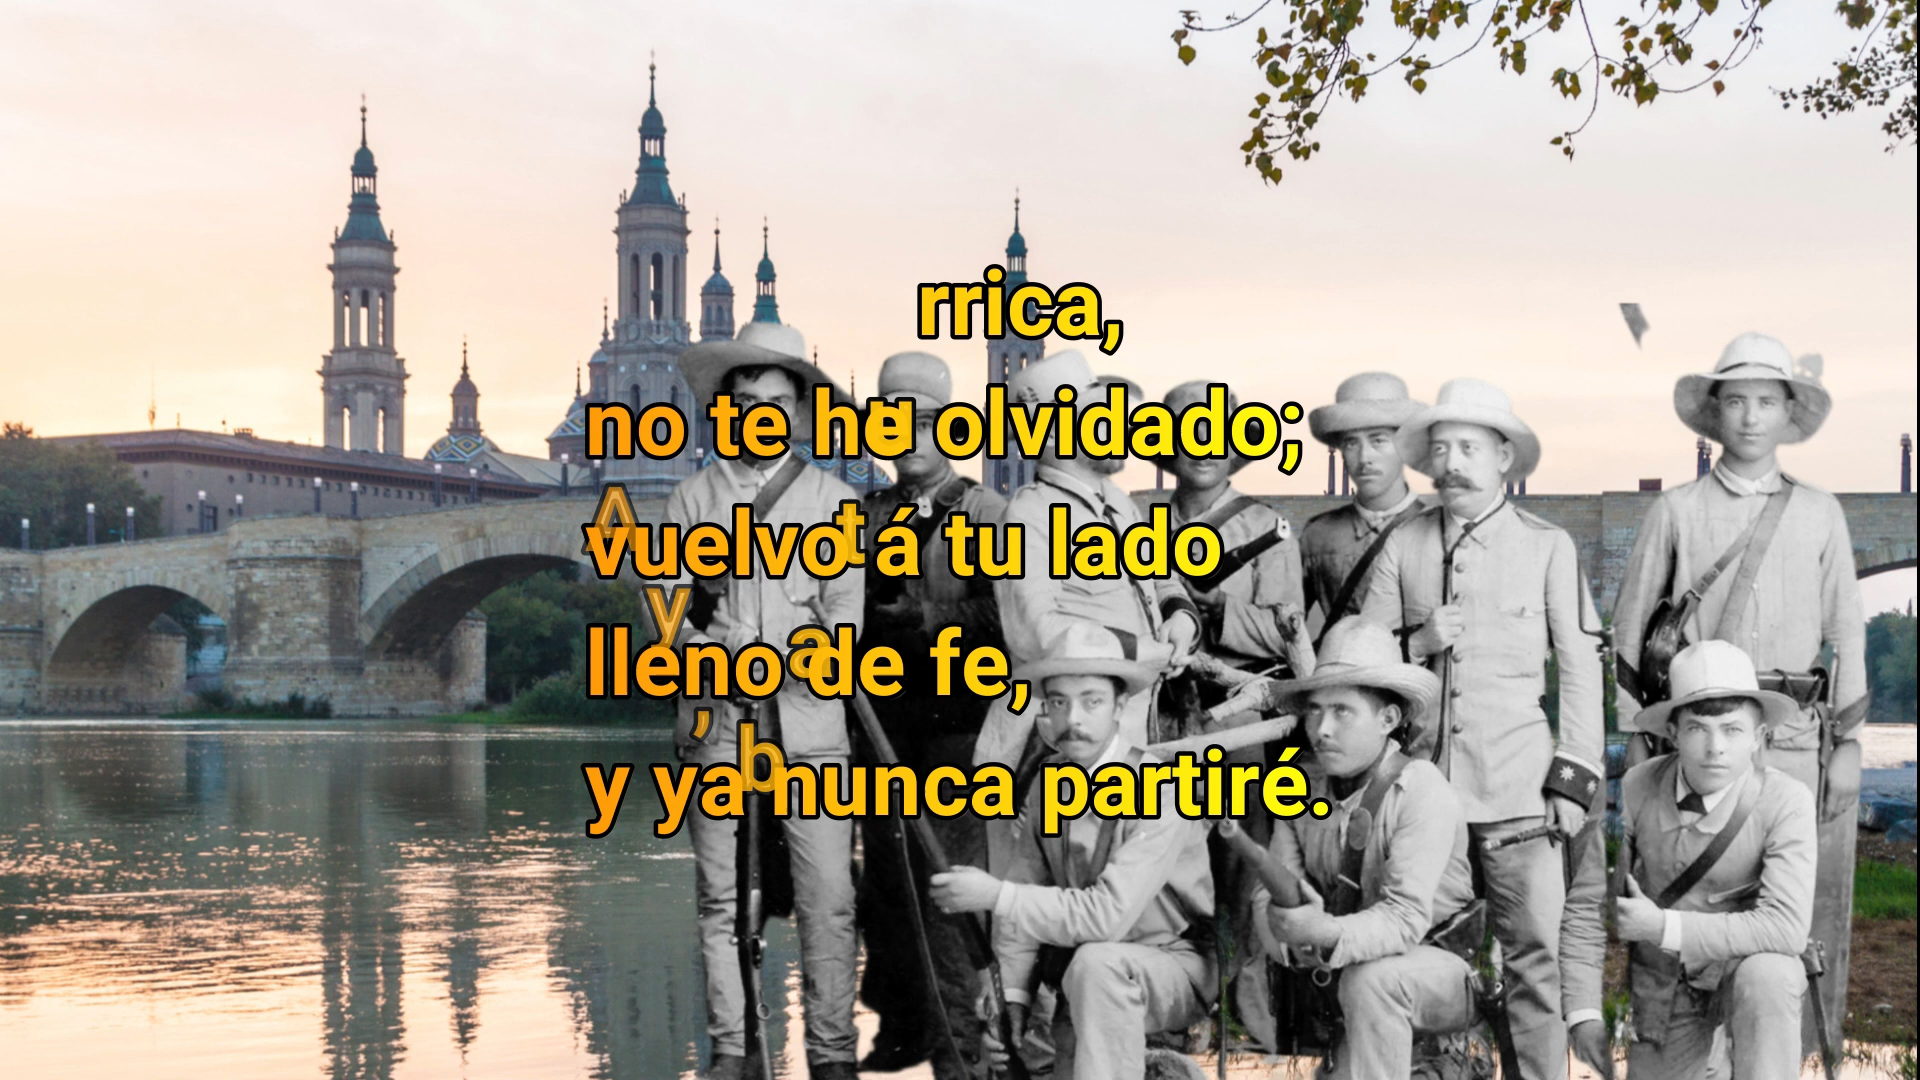 rrica,
no te he olvidado;
vuelvo á tu lado
lleno de fe,
y ya nunca partiré.